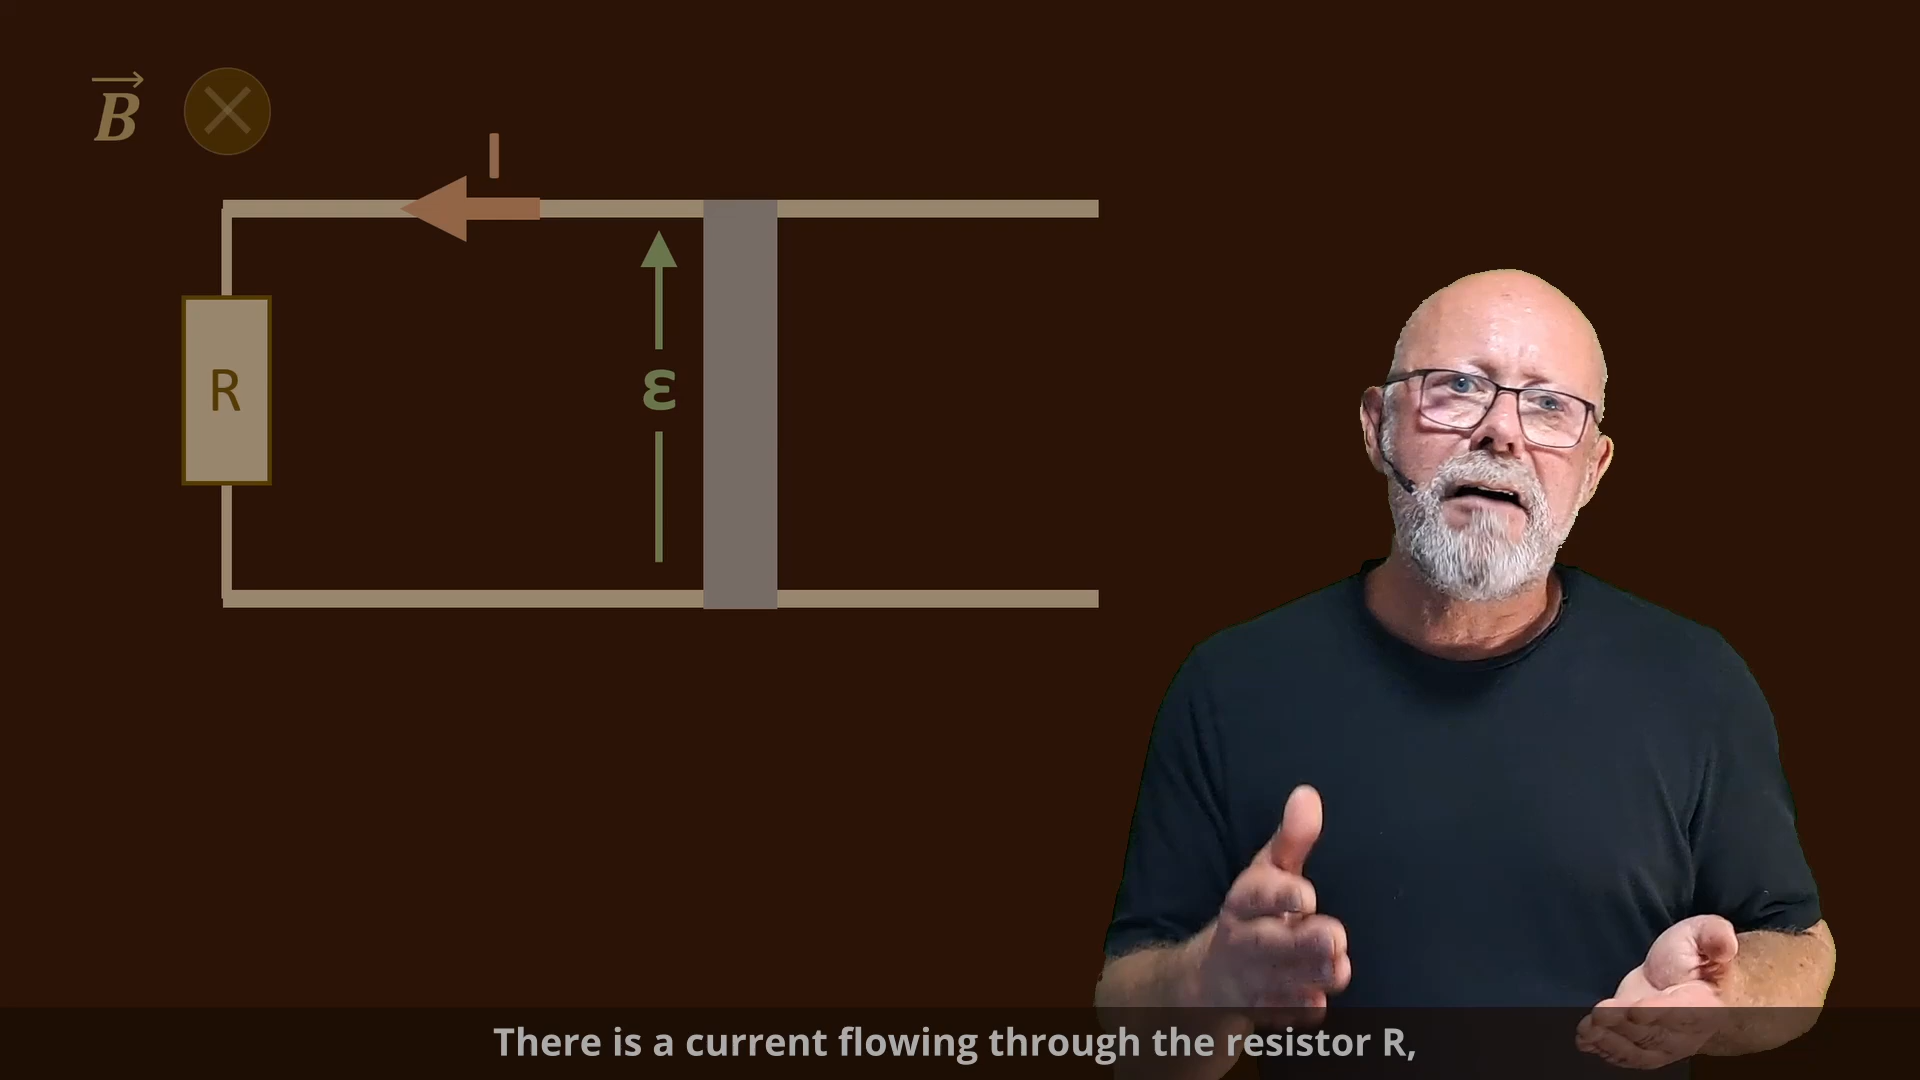 B
I
R
ε
There is a current flowing through the resistor R,